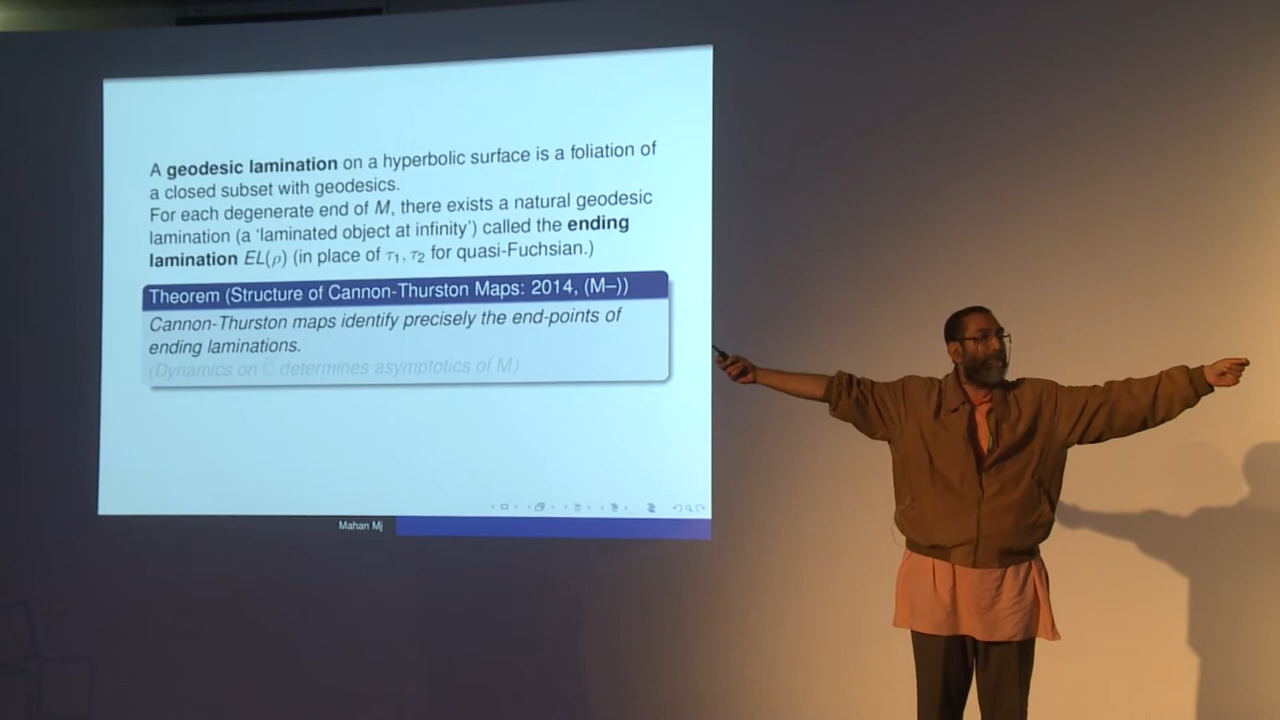 A geodesic lamination on a hyperbolic surface is a foliation of
a closed subset with geodesics.
For each degenerate end of M, there exists a natural geodesic
lamination (a ‘laminated object at infinity’) called the ending
lamination EL(ρ) (in place of τ₁, τ₂ for quasi-Fuchsian.)
Theorem (Structure of Cannon-Thurston Maps: 2014, (M–))
Cannon-Thurston maps identify precisely the end-points of
ending laminations.
(Dynamics on Ĉ determines asymptotics of M)
Mahan Mj